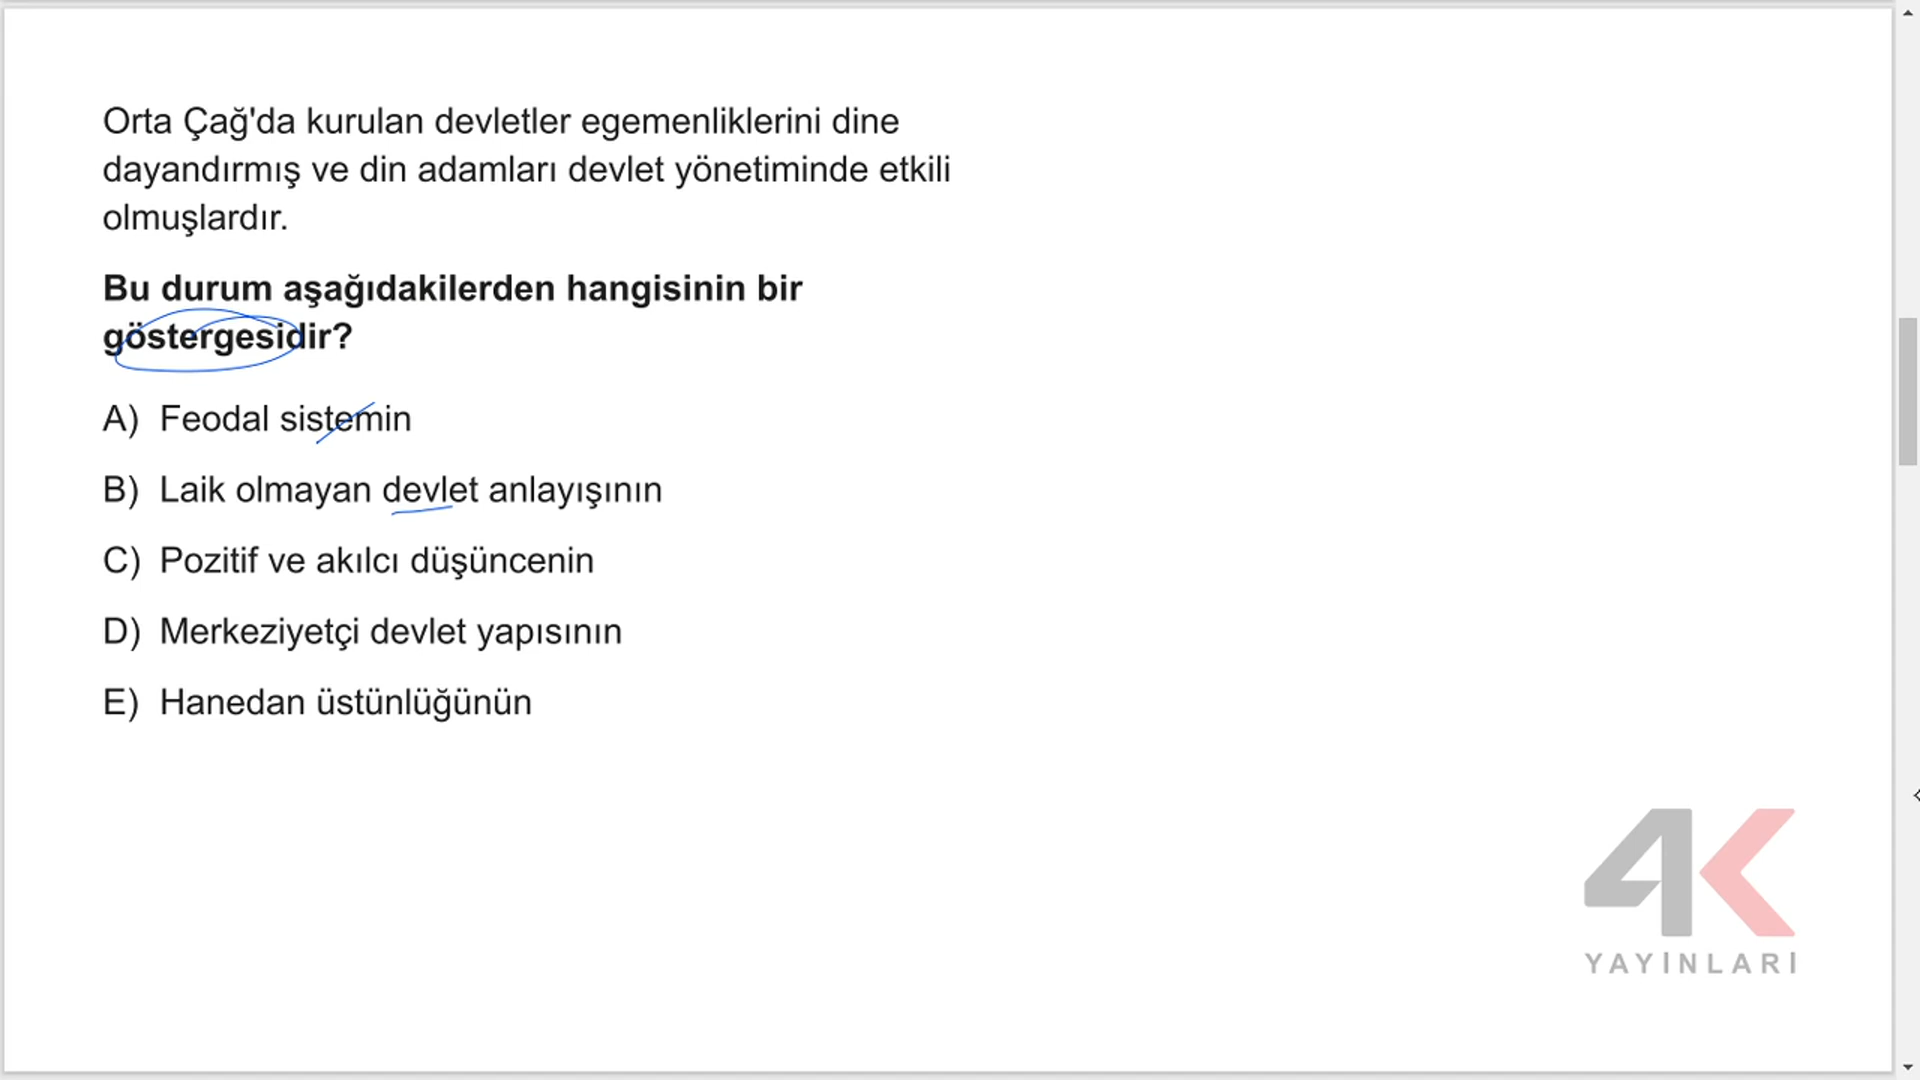 Orta Çağ'da kurulan devletler egemenliklerini dine
dayandırmış ve din adamları devlet yönetiminde etkili
olmuşlardır.
Bu durum aşağıdakilerden hangisinin bir
göstergesidir?
A) Feodal sistemin
B) Laik olmayan devlet anlayışının
C) Pozitif ve akılcı düşüncenin
D) Merkeziyetçi devlet yapısının
E) Hanedan üstünlüğünün
4K
YAYINLARI